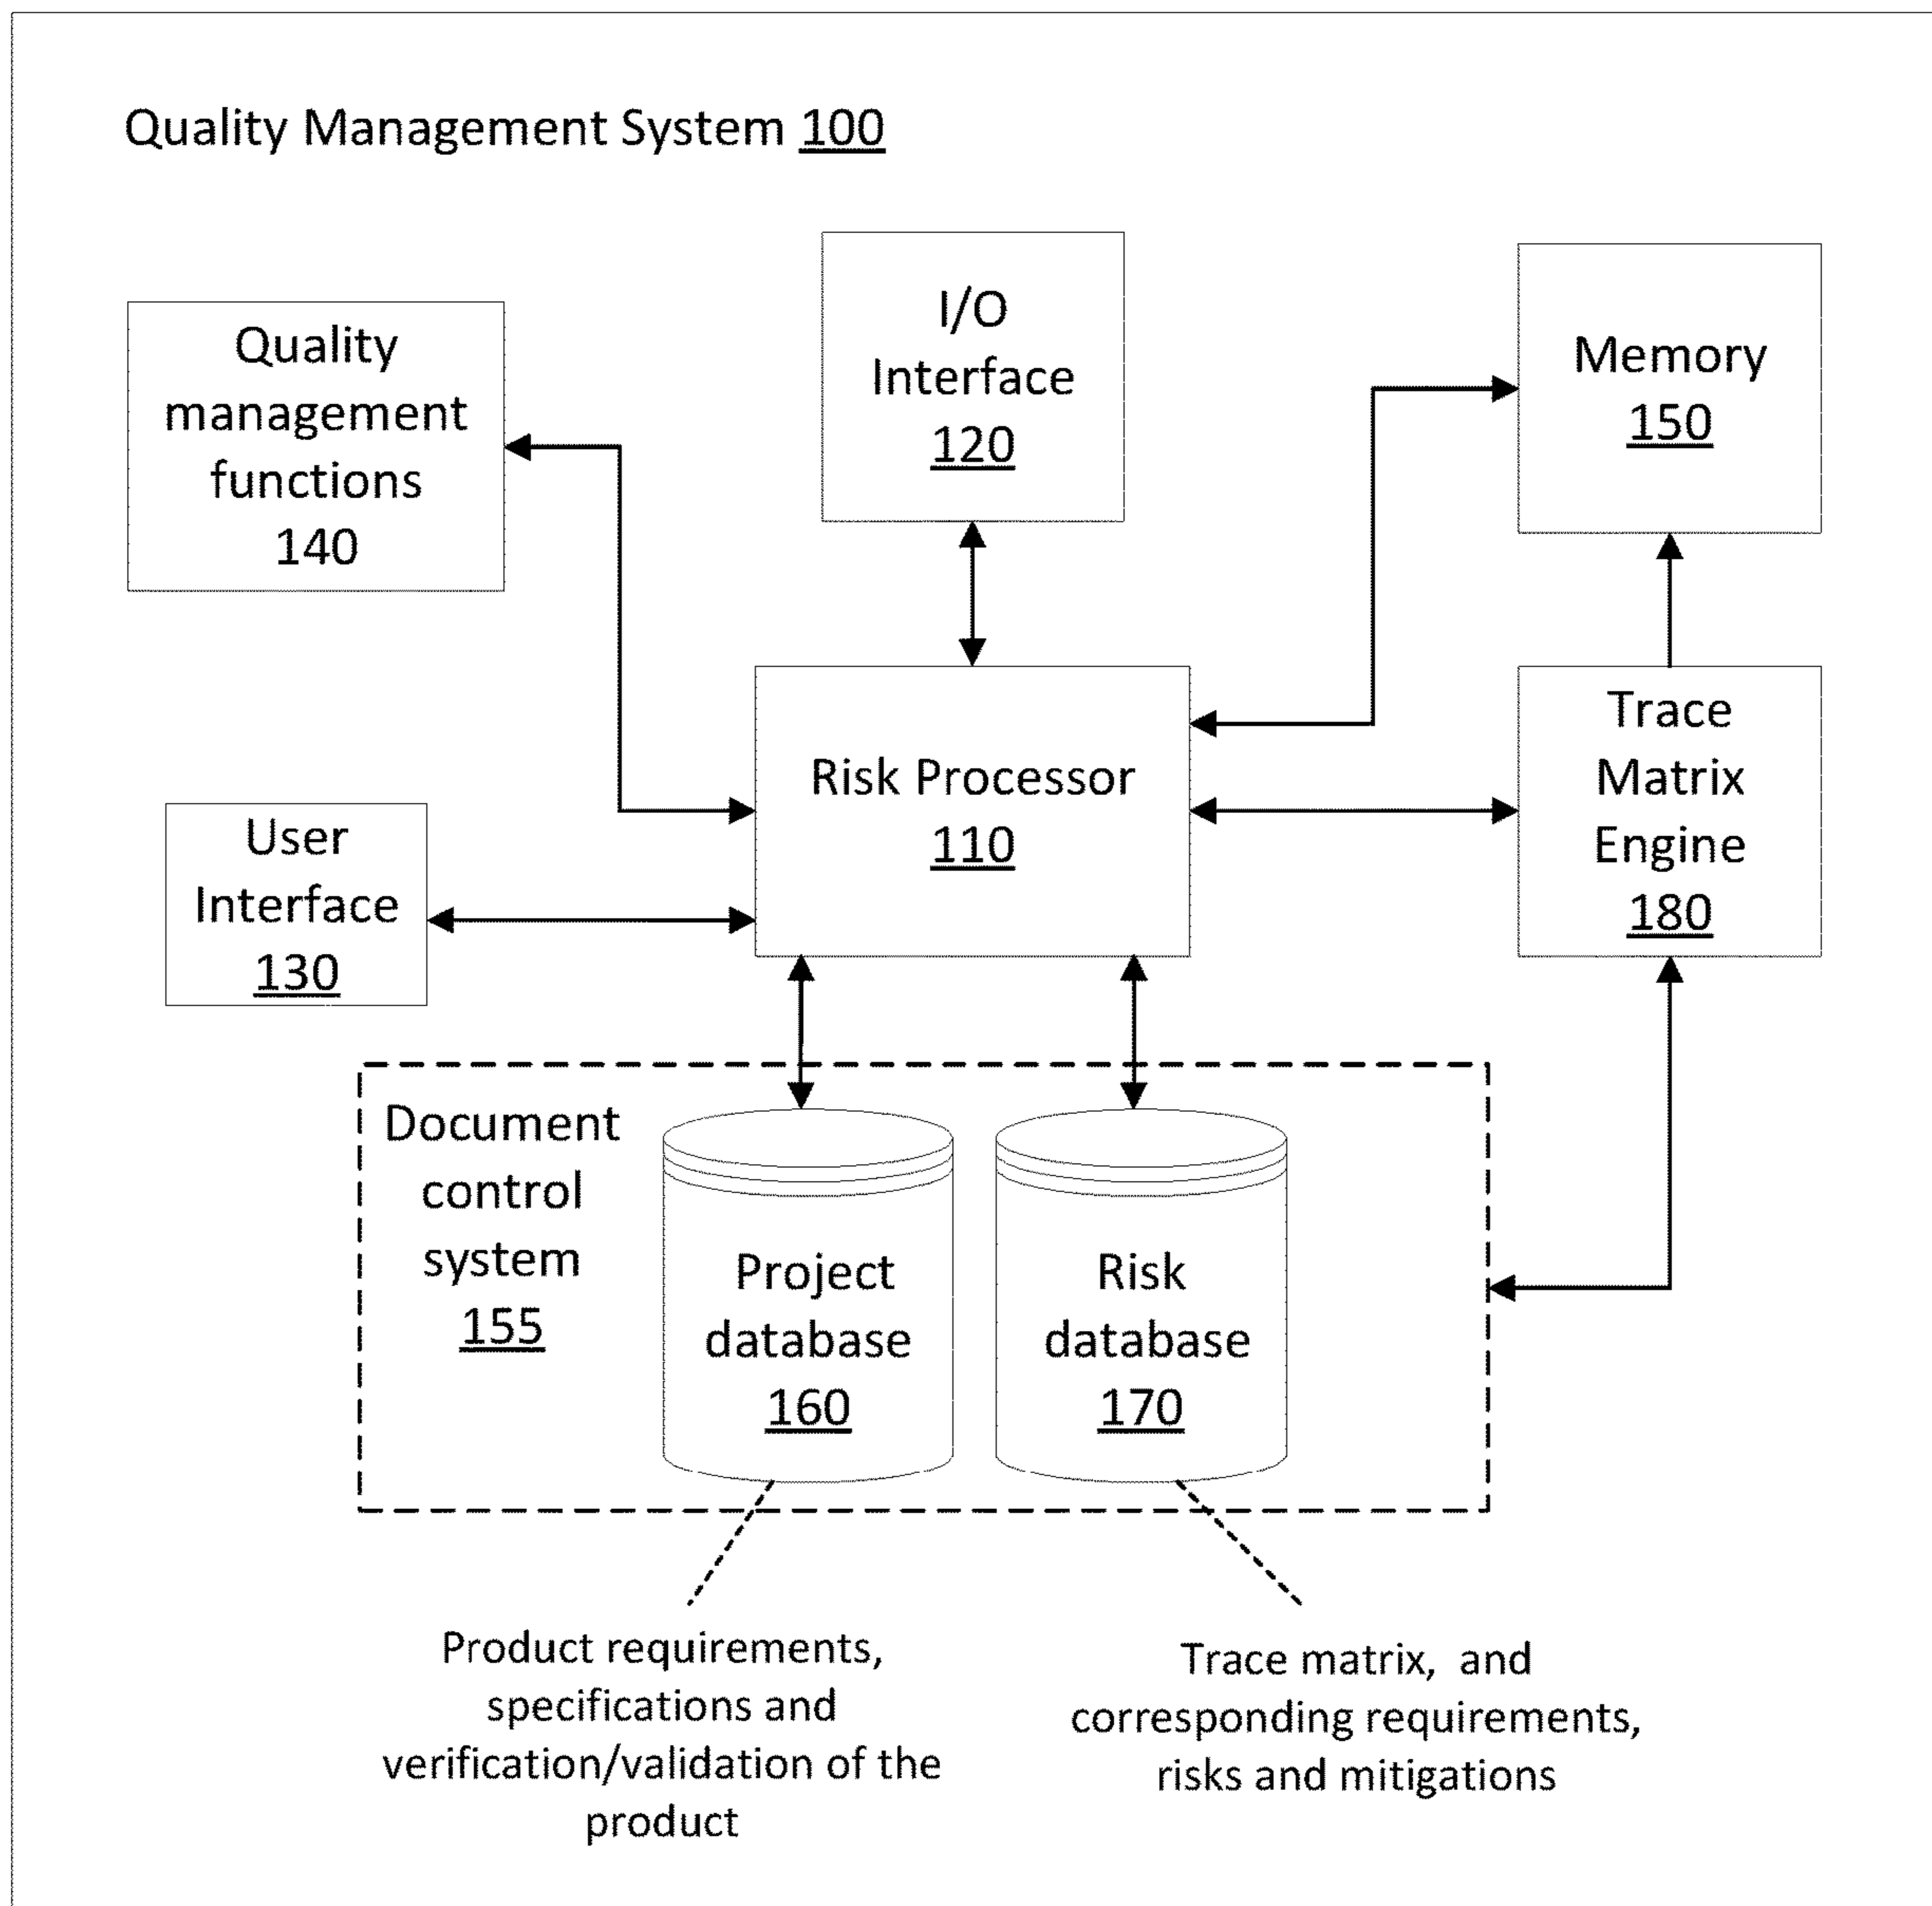 Quality Management System 100
Quality
management
functions
140
I/O
Interface
120
Memory
150
Risk Processor
110
Trace
Matrix
Engine
180
User
Interface
130
Document
control
system
155
Project
database
160
Risk
database
170
Product requirements,
specifications and
verification/validation of the
product
Trace matrix, and
corresponding requirements,
risks and mitigations